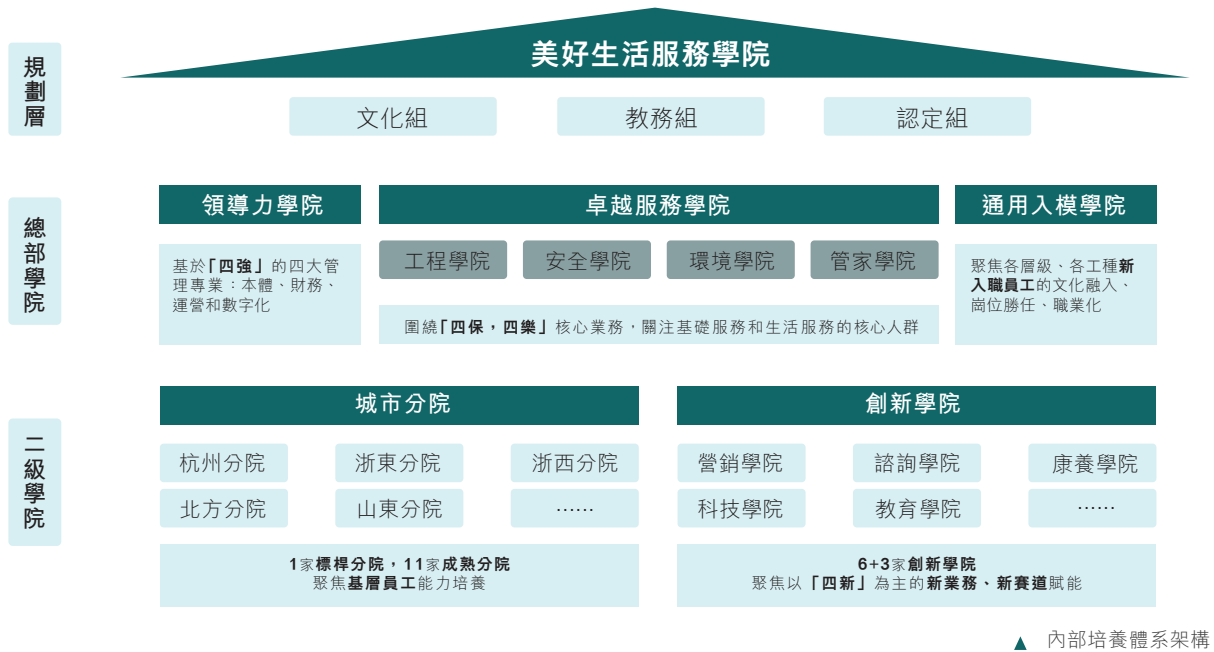 美好生活服務學院
規劃層
文化組
教務組
認定組
總部學院
領導力學院
基於「四強」的四大管
理專業：本體、財務、
運營和數字化
卓越服務學院
工程學院
安全學院
環境學院
管家學院
圍繞「四保，四樂」核心業務，關注基礎服務和生活服務的核心人群
通用入模學院
聚焦各層級、各工種新
入職員工的文化融入、
崗位勝任、職業化
二級學院
城市分院
杭州分院
浙東分院
浙西分院
北方分院
山東分院
……
1家標桿分院，11家成熟分院
聚焦基層員工能力培養
創新學院
營銷學院
諮詢學院
康養學院
科技學院
教育學院
……
6+3家創新學院
聚焦以「四新」為主的新業務、新賽道賦能
▲ 內部培養體系架構